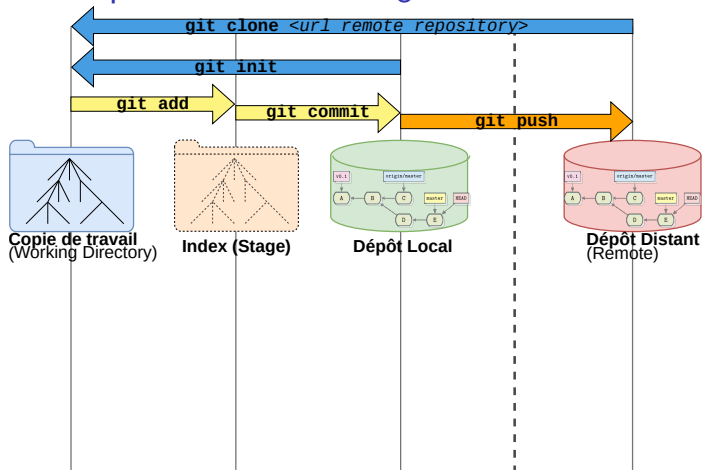 git clone <url remote repository>
git init
git add
git commit
git push
v0.1
origin/master
A
B
C
master
HEAD
D
E
v0.1
origin/master
A
B
C
master
HEAD
D
E
Copie de travail
(Working Directory)
Index (Stage)
Dépôt Local
Dépôt Distant
(Remote)